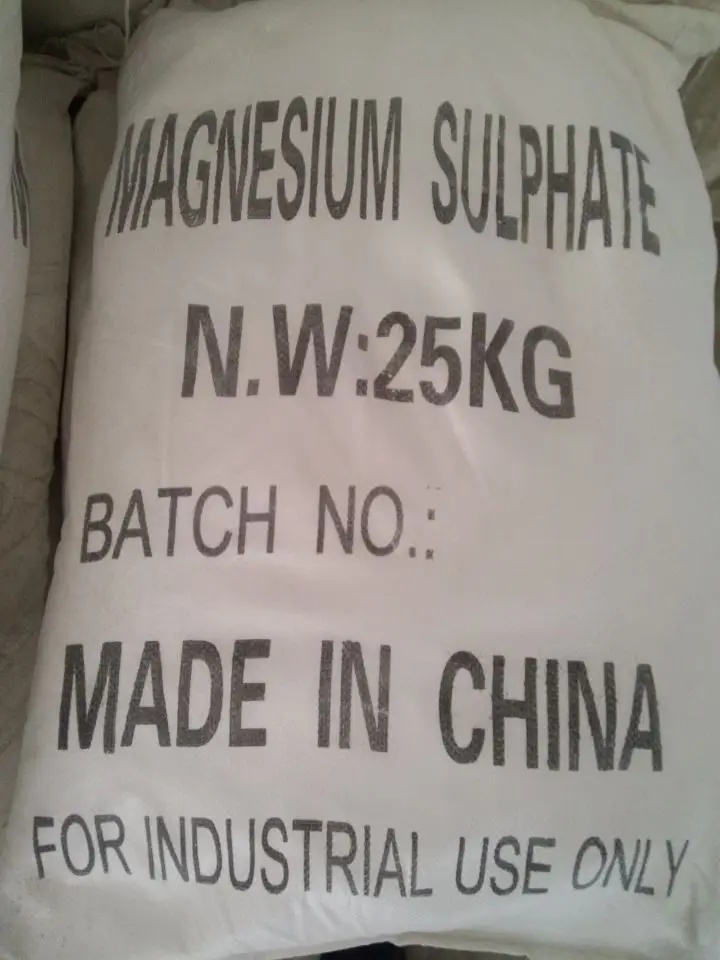 MAGNESIUM SULPHATE
N.W:25KG
BATCH NO.:
MADE IN CHINA
FOR INDUSTRIAL USE ONLY